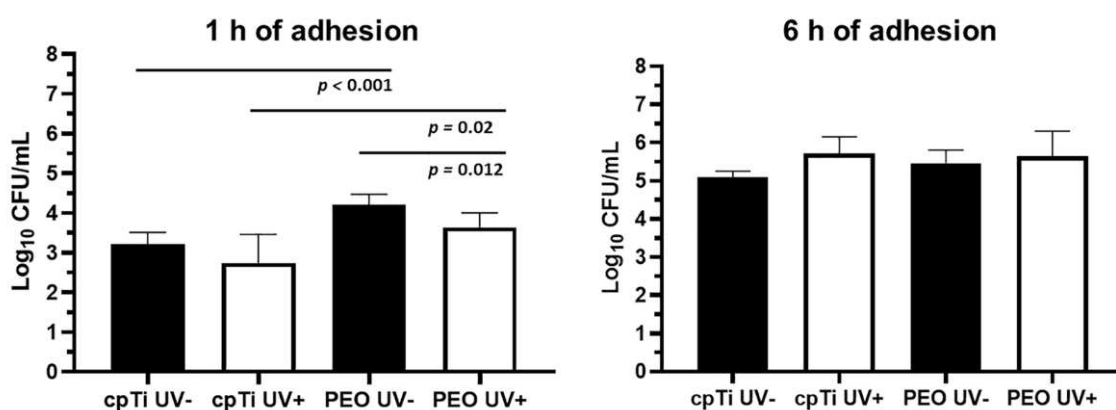 1 h of adhesion
Log₁₀ CFU/mL
8
7
6
5
4
3
2
1
0
p < 0.001
p = 0.02
p = 0.012
cpTi UV-
cpTi UV+
PEO UV-
PEO UV+
6 h of adhesion
Log₁₀ CFU/mL
8
7
6
5
4
3
2
1
0
cpTi UV-
cpTi UV+
PEO UV-
PEO UV+